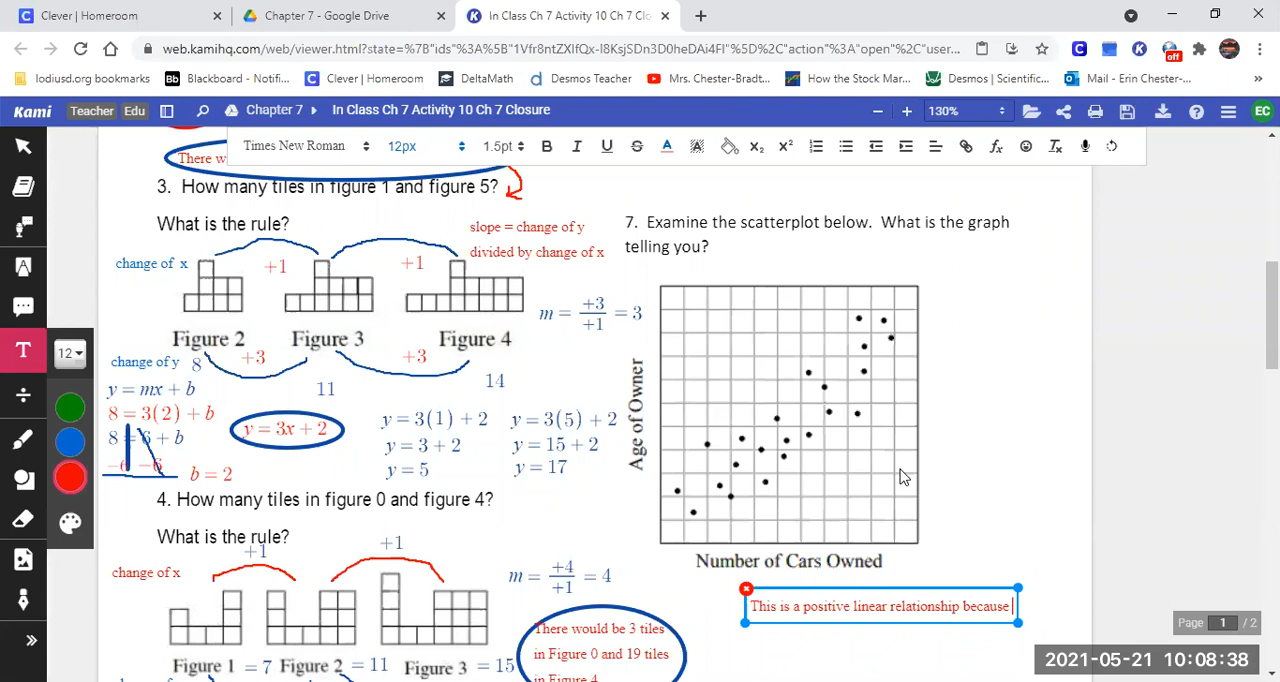 Clever | Homeroom
Chapter 7 - Google Drive
In Class Ch 7 Activity 10 Ch 7 Clo
web.kamihq.com/web/viewer.html?state=%7B"ids%3A%5B"1Vfr8ntZXlfQx-l8KsjSDn3D0heDAi4FI"%5D%2C"action"%3A"open"%2C"user...
lodiusd.org bookmarks
Blackboard - Notifi...
Clever | Homeroom
DeltaMath
Desmos Teacher
Mrs. Chester-Bradt...
How the Stock Mar...
Desmos | Scientific...
Mail - Erin Chester-...
off
Kami
Teacher
Edu
Chapter 7
In Class Ch 7 Activity 10 Ch 7 Closure
130%
EC
Times New Roman
12px
1.5pt
There w
3. How many tiles in figure 1 and figure 5?
What is the rule?
slope = change of y
divided by change of x
change of x
+1
+1
m = +3/+1 = 3
Figure 2
Figure 3
Figure 4
change of y
8
+3
+3
11
14
y = mx + b
8 = 3(2) + b
8 = 6 + b
−6 −6
b = 2
y = 3x + 2
y = 3(1) + 2
y = 3 + 2
y = 5
y = 3(5) + 2
y = 15 + 2
y = 17
4. How many tiles in figure 0 and figure 4?
What is the rule?
+1
+1
change of x
m = +4/+1 = 4
Figure 1 = 7
Figure 2 = 11
Figure 3 = 15
There would be 3 tiles
in Figure 0 and 19 tiles
in Figure 4
7. Examine the scatterplot below. What is the graph
telling you?
Age of Owner
Number of Cars Owned
This is a positive linear relationship because
12
Page 1 / 2
2021-05-21 10:08:38